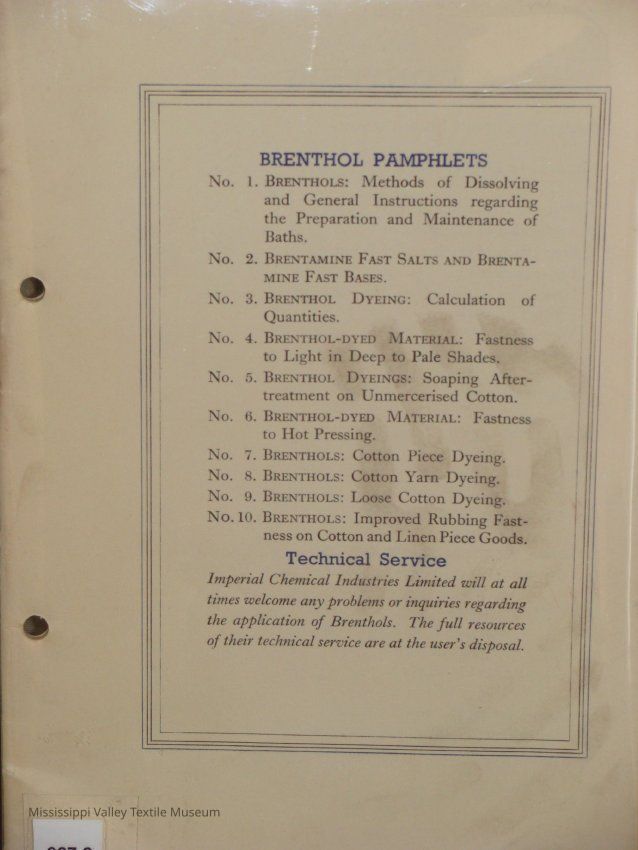 BRENTHOL PAMPHLETS
No. 1. BRENTHOLS: Methods of Dissolving
and General Instructions regarding
the Preparation and Maintenance of
Baths.
No. 2. BRENTAMINE FAST SALTS AND BRENTA-
MINE FAST BASES.
No. 3. BRENTHOL DYEING: Calculation of
Quantities.
No. 4. BRENTHOL-DYED MATERIAL: Fastness
to Light in Deep to Pale Shades.
No. 5. BRENTHOL DYEINGS: Soaping After-
treatment on Unmercerised Cotton.
No. 6. BRENTHOL-DYED MATERIAL: Fastness
to Hot Pressing.
No. 7. BRENTHOLS: Cotton Piece Dyeing.
No. 8. BRENTHOLS: Cotton Yarn Dyeing.
No. 9. BRENTHOLS: Loose Cotton Dyeing.
No. 10. BRENTHOLS: Improved Rubbing Fast-
ness on Cotton and Linen Piece Goods.
Technical Service
Imperial Chemical Industries Limited will at all
times welcome any problems or inquiries regarding
the application of Brenthols. The full resources
of their technical service are at the user's disposal.
Mississippi Valley Textile Museum